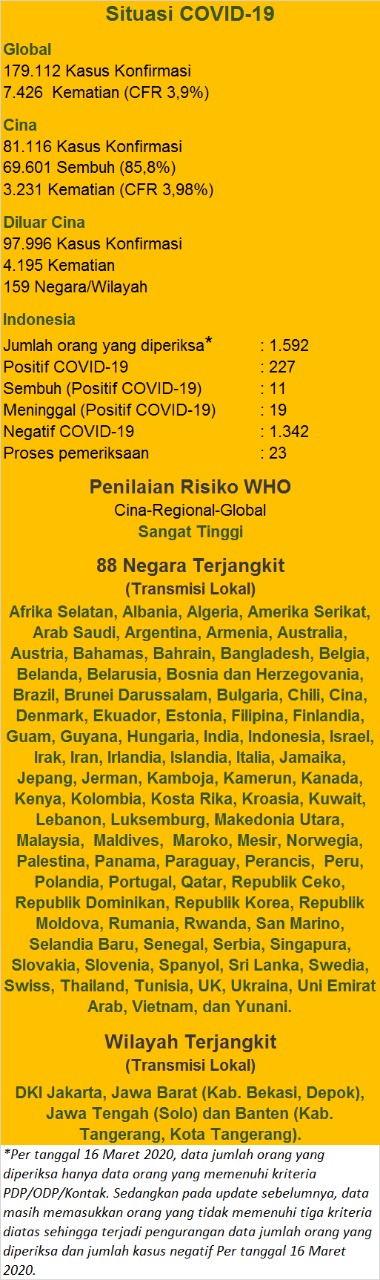 Situasi COVID-19
Global
179.112 Kasus Konfirmasi
7.426 Kematian (CFR 3,9%)
Cina
81.116 Kasus Konfirmasi
69.601 Sembuh (85,8%)
3.231 Kematian (CFR 3,98%)
Diluar Cina
97.996 Kasus Konfirmasi
4.195 Kematian
159 Negara/Wilayah
Indonesia
Jumlah orang yang diperiksa* : 1.592
Positif COVID-19 : 227
Sembuh (Positif COVID-19) : 11
Meninggal (Positif COVID-19) : 19
Negatif COVID-19 : 1.342
Proses pemeriksaan : 23
Penilaian Risiko WHO
Cina-Regional-Global
Sangat Tinggi
88 Negara Terjangkit
(Transmisi Lokal)
Afrika Selatan, Albania, Algeria, Amerika Serikat,
Arab Saudi, Argentina, Armenia, Australia,
Austria, Bahamas, Bahrain, Bangladesh, Belgia,
Belanda, Belarusia, Bosnia dan Herzegovania,
Brazil, Brunei Darussalam, Bulgaria, Chili, Cina,
Denmark, Ekuador, Estonia, Filipina, Finlandia,
Guam, Guyana, Hungaria, India, Indonesia, Israel,
Irak, Iran, Irlandia, Islandia, Italia, Jamaika,
Jepang, Jerman, Kamboja, Kamerun, Kanada,
Kenya, Kolombia, Kosta Rika, Kroasia, Kuwait,
Lebanon, Luksemburg, Makedonia Utara,
Malaysia, Maldives, Maroko, Mesir, Norwegia,
Palestina, Panama, Paraguay, Perancis, Peru,
Polandia, Portugal, Qatar, Republik Ceko,
Republik Dominikan, Republik Korea, Republik
Moldova, Rumania, Rwanda, San Marino,
Selandia Baru, Senegal, Serbia, Singapura,
Slovakia, Slovenia, Spanyol, Sri Lanka, Swedia,
Swiss, Thailand, Tunisia, UK, Ukraina, Uni Emirat
Arab, Vietnam, dan Yunani.
Wilayah Terjangkit
(Transmisi Lokal)
DKI Jakarta, Jawa Barat (Kab. Bekasi, Depok),
Jawa Tengah (Solo) dan Banten (Kab.
Tangerang, Kota Tangerang).
*Per tanggal 16 Maret 2020, data jumlah orang yang
diperiksa hanya data orang yang memenuhi kriteria
PDP/ODP/Kontak. Sedangkan pada update sebelumnya, data
masih memasukkan orang yang tidak memenuhi tiga kriteria
diatas sehingga terjadi pengurangan data jumlah orang yang
diperiksa dan jumlah kasus negatif Per tanggal 16 Maret
2020.